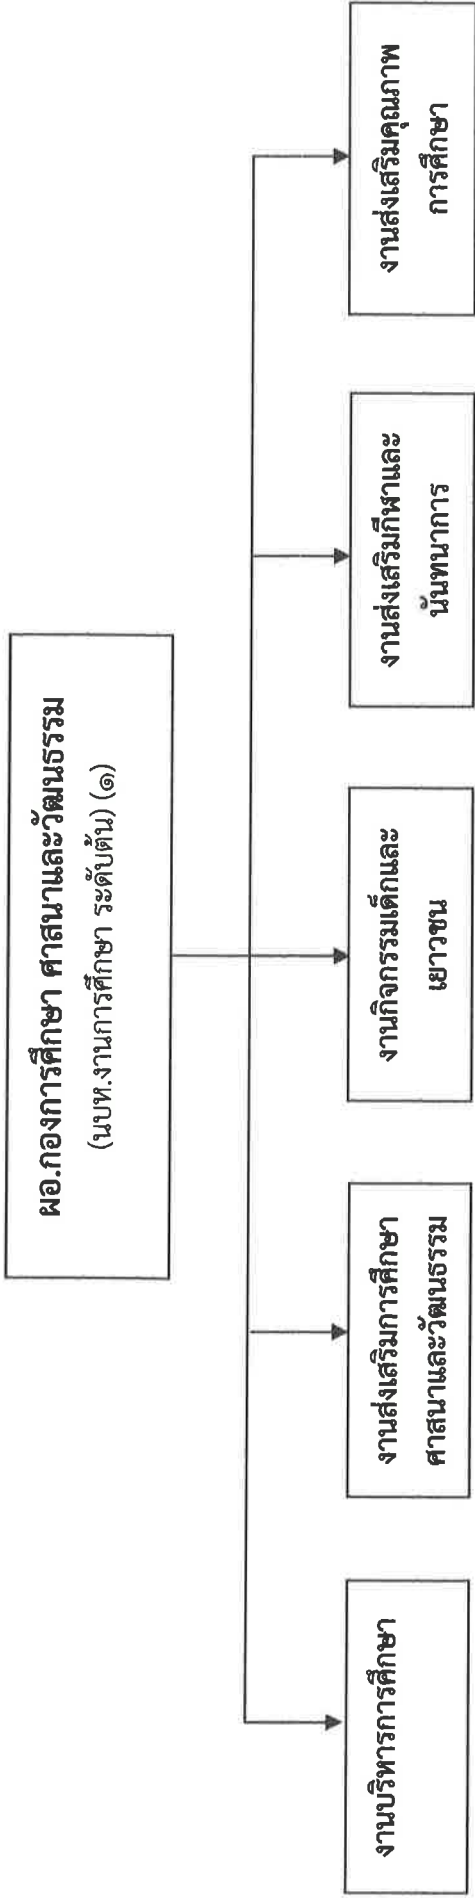 ผอ.กองการศึกษา ศาสนาและวัฒนธรรม
(นบท.งานการศึกษา ระดับต้น) (๑)
งานบริหารการศึกษา
งานส่งเสริมการศึกษา
ศาสนาและวัฒนธรรม
งานกิจกรรมเด็กและ
เยาวชน
งานส่งเสริมกีฬาและ
นันทนาการ
งานส่งเสริมคุณภาพ
การศึกษา